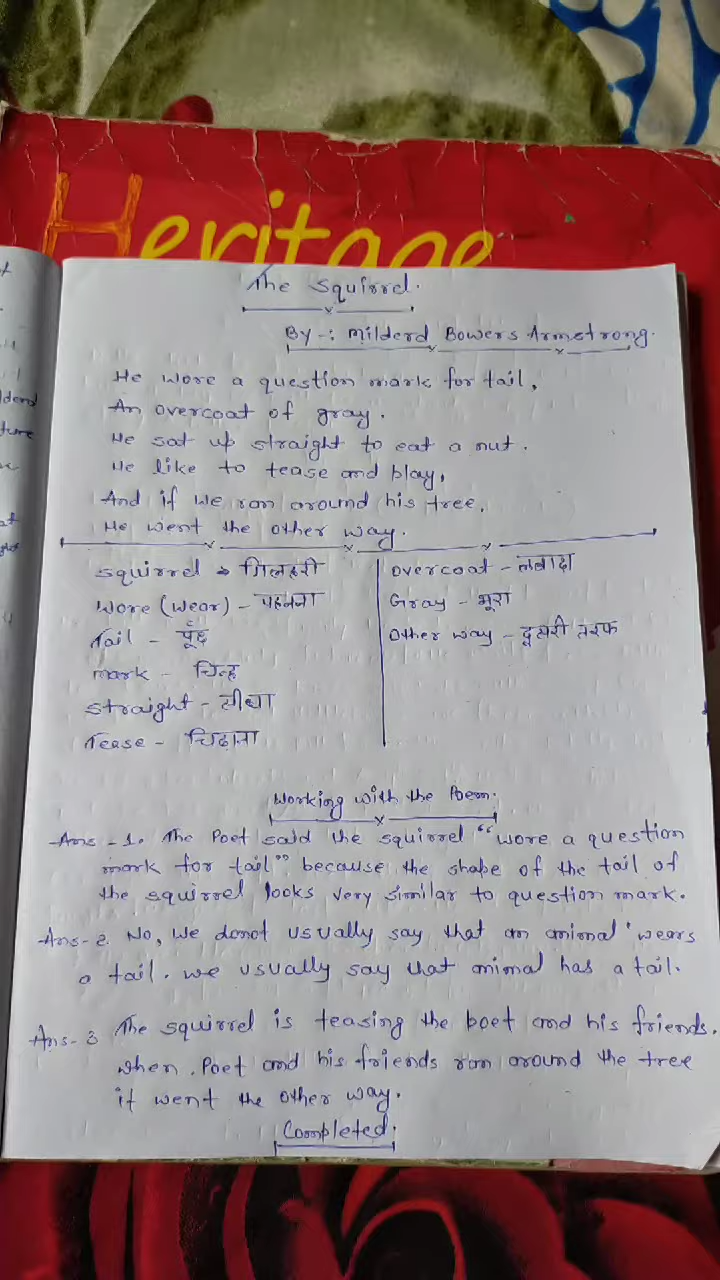 Heritage
The Squirrel.
By -: Milderd Bowers Armstrong.
He wore a question mark for tail,
An overcoat of gray.
He sat up straight to eat a nut.
He like to tease and blay,
And if we ran around his tree,
He went the other way.
Squirrel → गिलहरी
Wore (Wear) - पहनना
Tail - पूँछ
mark - चिन्ह
straight - सीधा
Tease - चिढ़ाना
Overcoat - लबादा
Gray - भूरा
Other way - दूसरी तरफ
Working with the Poem.
Ans - 1. The Poet said the squirrel "wore a question
mark for tail" because the shape of the tail of
the squirrel looks very similar to question mark.
Ans - 2. No, We donot usually say that an animal 'wears
a tail. we usually say that animal has a tail.
Ans - 3 The squirrel is teasing the boet and his friends.
when. Poet and his friends ran around the tree
it went the other way.
Completed.